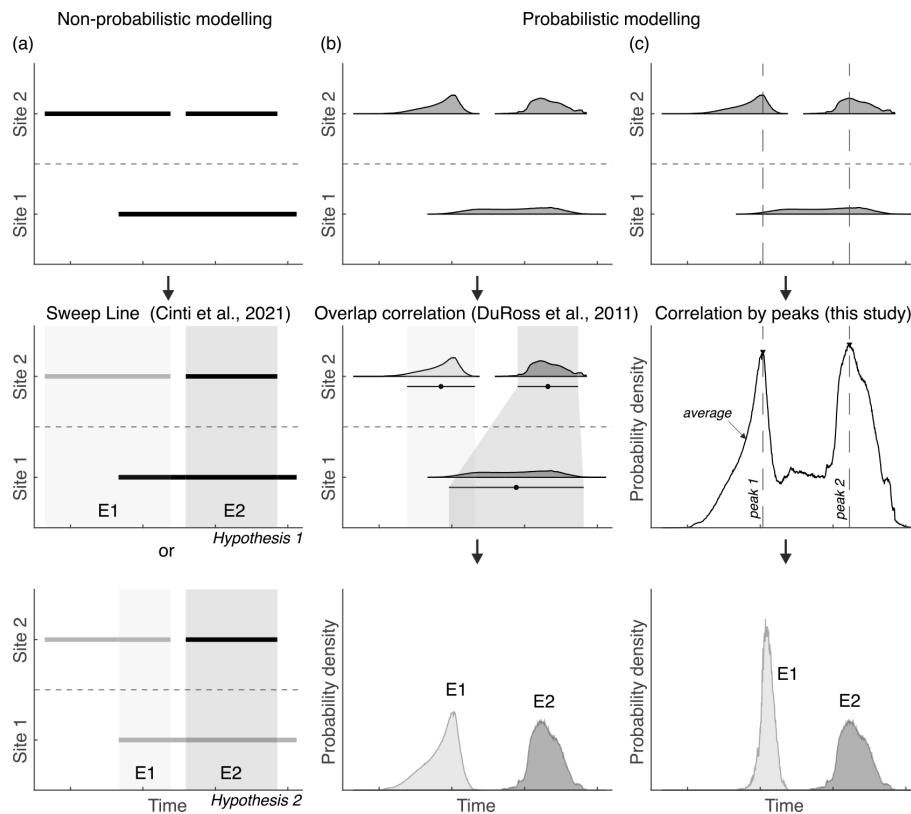 Non-probabilistic modelling
Probabilistic modelling
(a)
(b)
(c)
Site 2
Site 1
Sweep Line (Cinti et al., 2021)
Overlap correlation (DuRoss et al., 2011)
Correlation by peaks (this study)
Site 2
Site 1
E1
E2
Hypothesis 1
or
Site 2
Site 1
Probability density
average
peak 1
peak 2
Site 2
Site 1
E1
E2
Hypothesis 2
Time
Probability density
E1
E2
Time
Probability density
E1
E2
Time
Site 2
Site 1
Site 2
Site 1